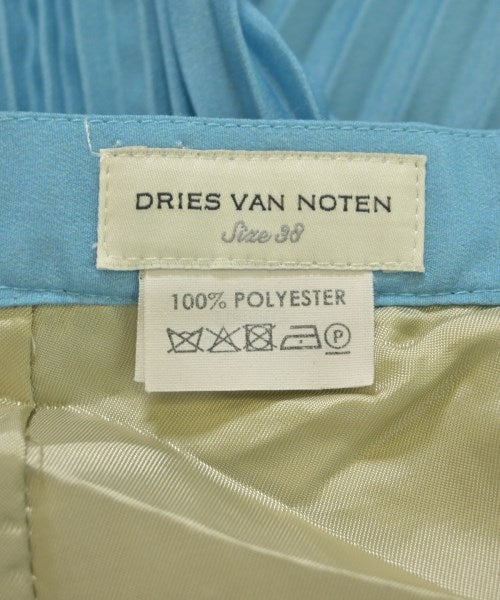 DRIES VAN NOTEN
Size 38
100% POLYESTER
P